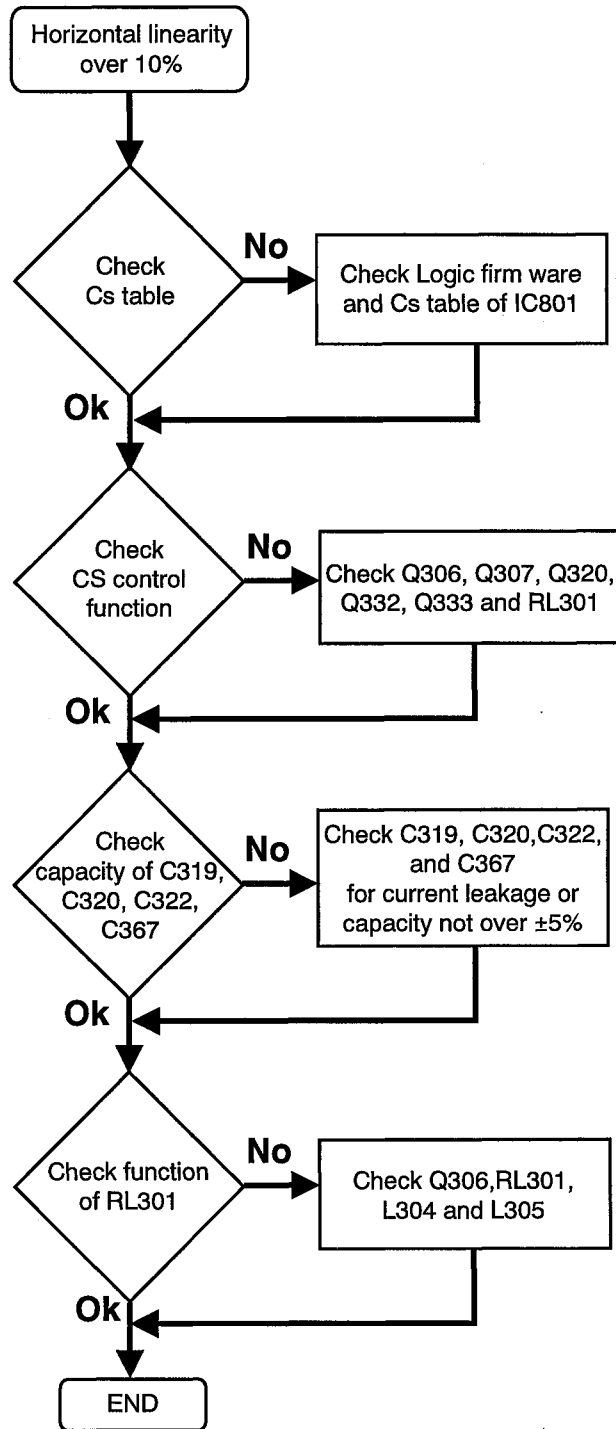 Horizontal linearity
over 10%
Check
Cs table
No
Check Logic firm ware
and Cs table of IC801
Ok
Check
CS control
function
No
Check Q306, Q307, Q320,
Q332, Q333 and RL301
Ok
Check
capacity of C319,
C320, C322,
C367
No
Check C319, C320,C322,
and C367
for current leakage or
capacity not over ±5%
Ok
Check function
of RL301
No
Check Q306,RL301,
L304 and L305
Ok
END